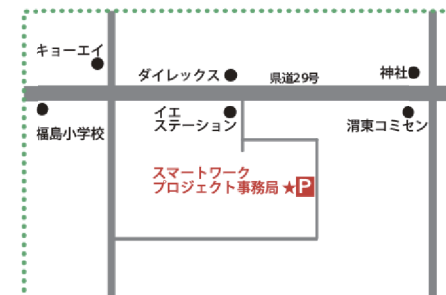 キョーエイ
ダイレックス
県道29号
神社
福島小学校
イエ
ステーション
渭東コミセン
スマートワーク
プロジェクト事務局 ★P